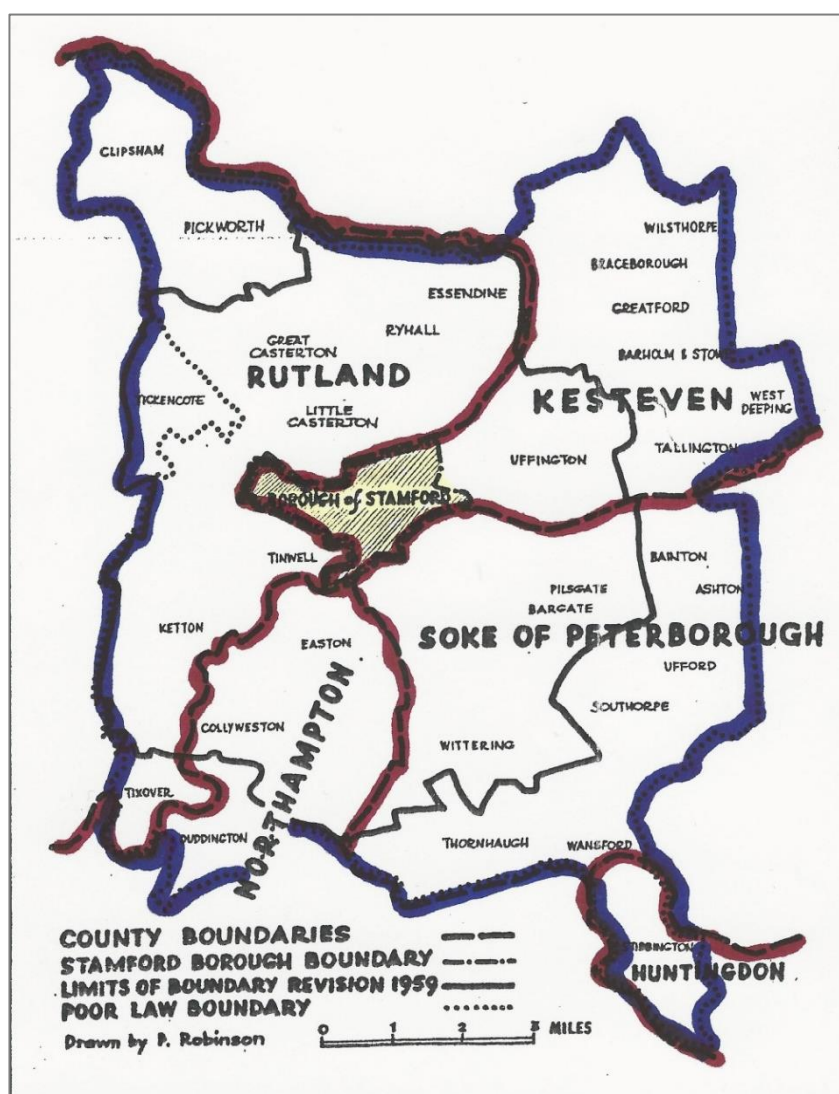 CLIPSHAM
PICKWORTH
WILSTHORPE
BRACEBOROUGH
ESSENDINE
GREATFORD
RYHALL
GREAT
CASTERTON
BARHOLM & STOWE
RUTLAND
TICKENCOTE
KESTEVEN
WEST
DEEPING
LITTLE
CASTERTON
TALLINGTON
UFFINGTON
BOROUGH of STAMFORD
TINWELL
BAINTON
PILSGATE
ASHTON
BARGATE
KETTON
EASTON
SOKE OF PETERBOROUGH
UFFORD
SOUTHORPE
COLLYWESTON
WITTERING
NORTHAMPTON
TIXOVER
DUDDINGTON
THORNHAUGH
WANSFORD
STIBBINGTON
HUNTINGDON
COUNTY BOUNDARIES
STAMFORD BOROUGH BOUNDARY
LIMITS OF BOUNDARY REVISION 1959
POOR LAW BOUNDARY
Drawn by P. Robinson
0 1 2 3 MILES